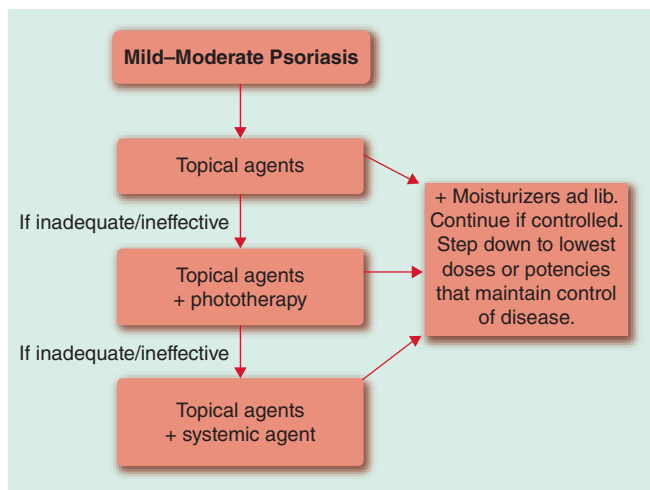 Mild–Moderate Psoriasis
Topical agents
If inadequate/ineffective
Topical agents
+ phototherapy
If inadequate/ineffective
Topical agents
+ systemic agent
+ Moisturizers ad lib.
Continue if controlled.
Step down to lowest
doses or potencies
that maintain control
of disease.